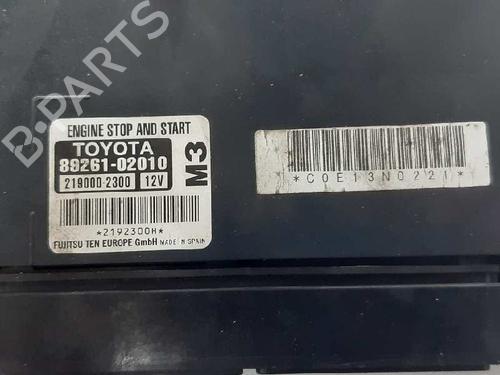 ENGINE STOP AND START
TOYOTA
89261-02010
219000-2300 12V
M3
*2192300H*
FUJITSU TEN EUROPE GmbH MADE IN SPAIN
*C0E13N0221*
B-PARTS